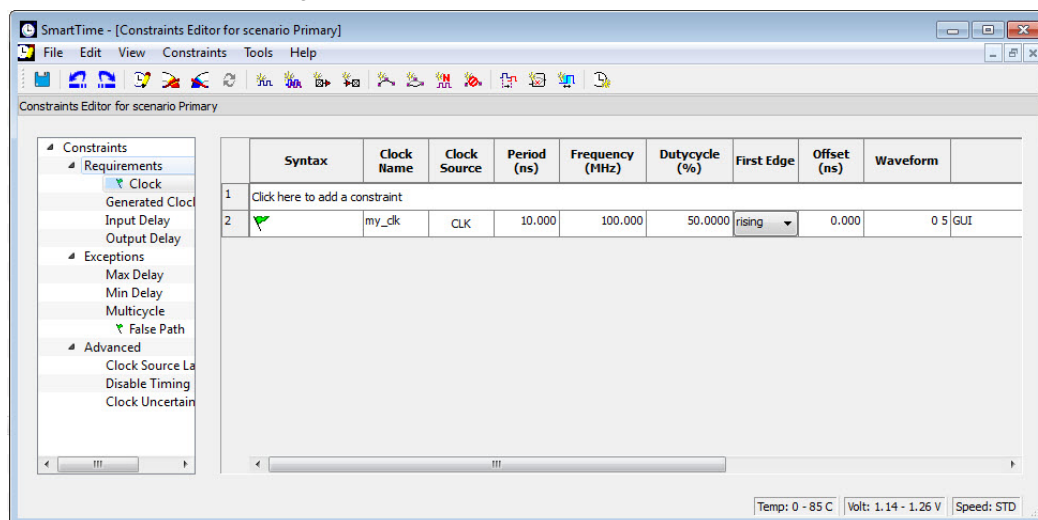 SmartTime - [Constraints Editor for scenario Primary]
File Edit View Constraints Tools Help
Constraints Editor for scenario Primary
Constraints
Requirements
Clock
Generated Clocl
Input Delay
Output Delay
Exceptions
Max Delay
Min Delay
Multicycle
False Path
Advanced
Clock Source La
Disable Timing
Clock Uncertain
Syntax Clock Name Clock Source Period (ns) Frequency (MHz) Dutycycle (%) First Edge Offset (ns) Waveform
1 Click here to add a constraint
2 my_clk CLK 10.000 100.000 50.0000 rising 0.000 0 5 GUI
Temp: 0 - 85 C Volt: 1.14 - 1.26 V Speed: STD